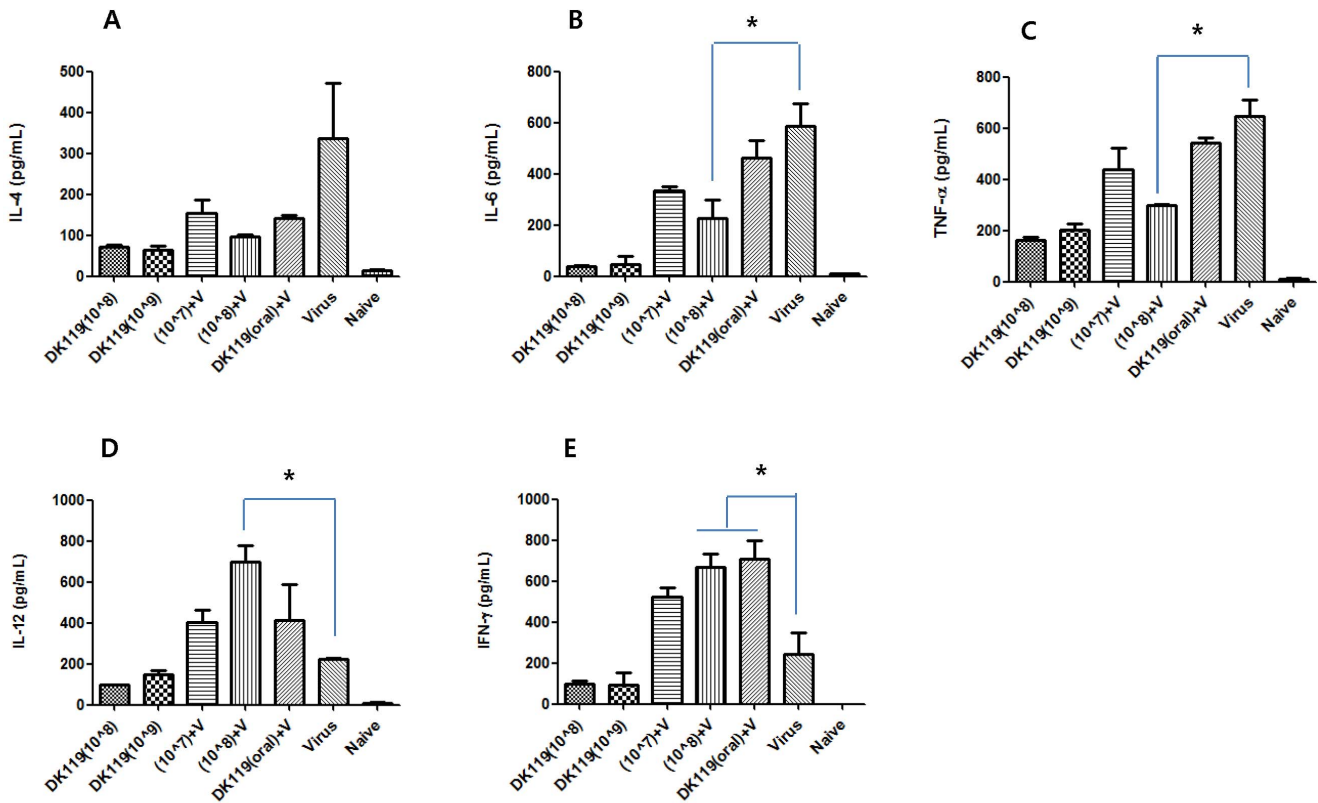 A
IL-4 (pg/mL)
500
400
300
200
100
0
DK119(10^8)
DK119(10^9)
(10^7)+V
(10^8)+V
DK119(oral)+V
Virus
Naive
B
*
IL-6 (pg/mL)
800
600
400
200
0
DK119(10^8)
DK119(10^9)
(10^7)+V
(10^8)+V
DK119(oral)+V
Virus
Naive
C
*
TNF-α (pg/mL)
800
600
400
200
0
DK119(10^8)
DK119(10^9)
(10^7)+V
(10^8)+V
DK119(oral)+V
Virus
Naive
D
*
IL-12 (pg/mL)
1000
800
600
400
200
0
DK119(10^8)
DK119(10^9)
(10^7)+V
(10^8)+V
DK119(oral)+V
Virus
Naive
E
*
IFN-γ (pg/mL)
1000
800
600
400
200
0
DK119(10^8)
DK119(10^9)
(10^7)+V
(10^8)+V
DK119(oral)+V
Virus
Naive